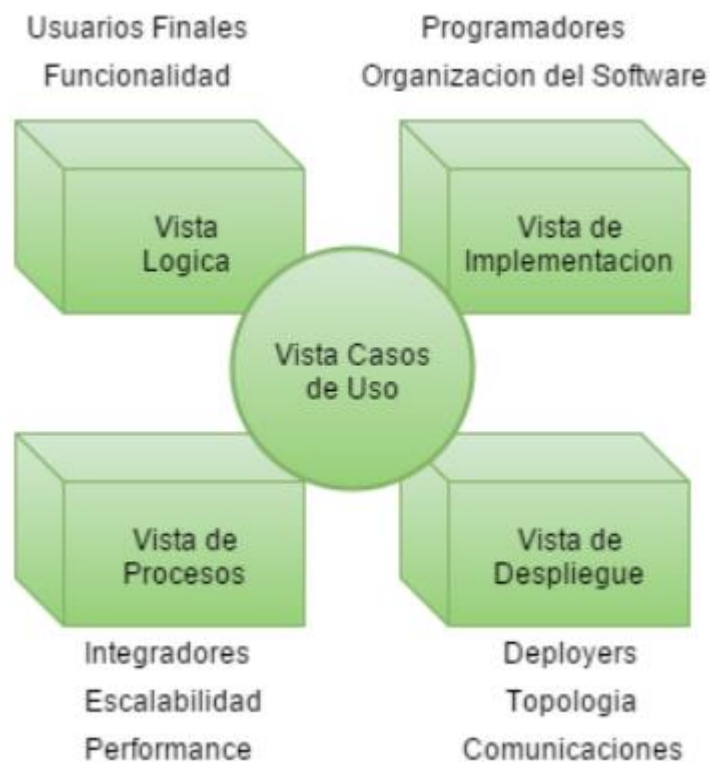 Usuarios Finales
Funcionalidad
Programadores
Organizacion del Software
Vista
Logica
Vista de
Implementacion
Vista Casos
de Uso
Vista de
Procesos
Vista de
Despliegue
Integradores
Escalabilidad
Performance
Deployers
Topologia
Comunicaciones